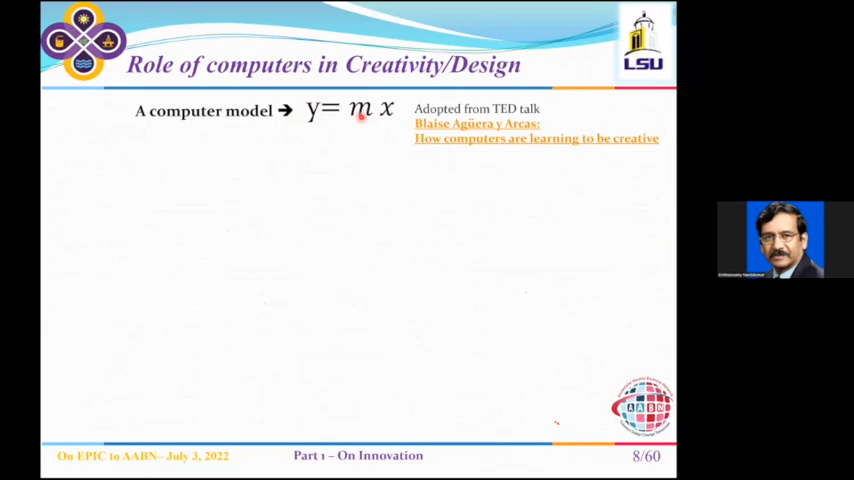 Role of computers in Creativity/Design
LSU
A computer model → y= m x
Adopted from TED talk
Blaise Agüera y Arcas:
How computers are learning to be creative
AABN
On EPIC to AABN– July 3, 2022
Part 1 – On Innovation
8/60